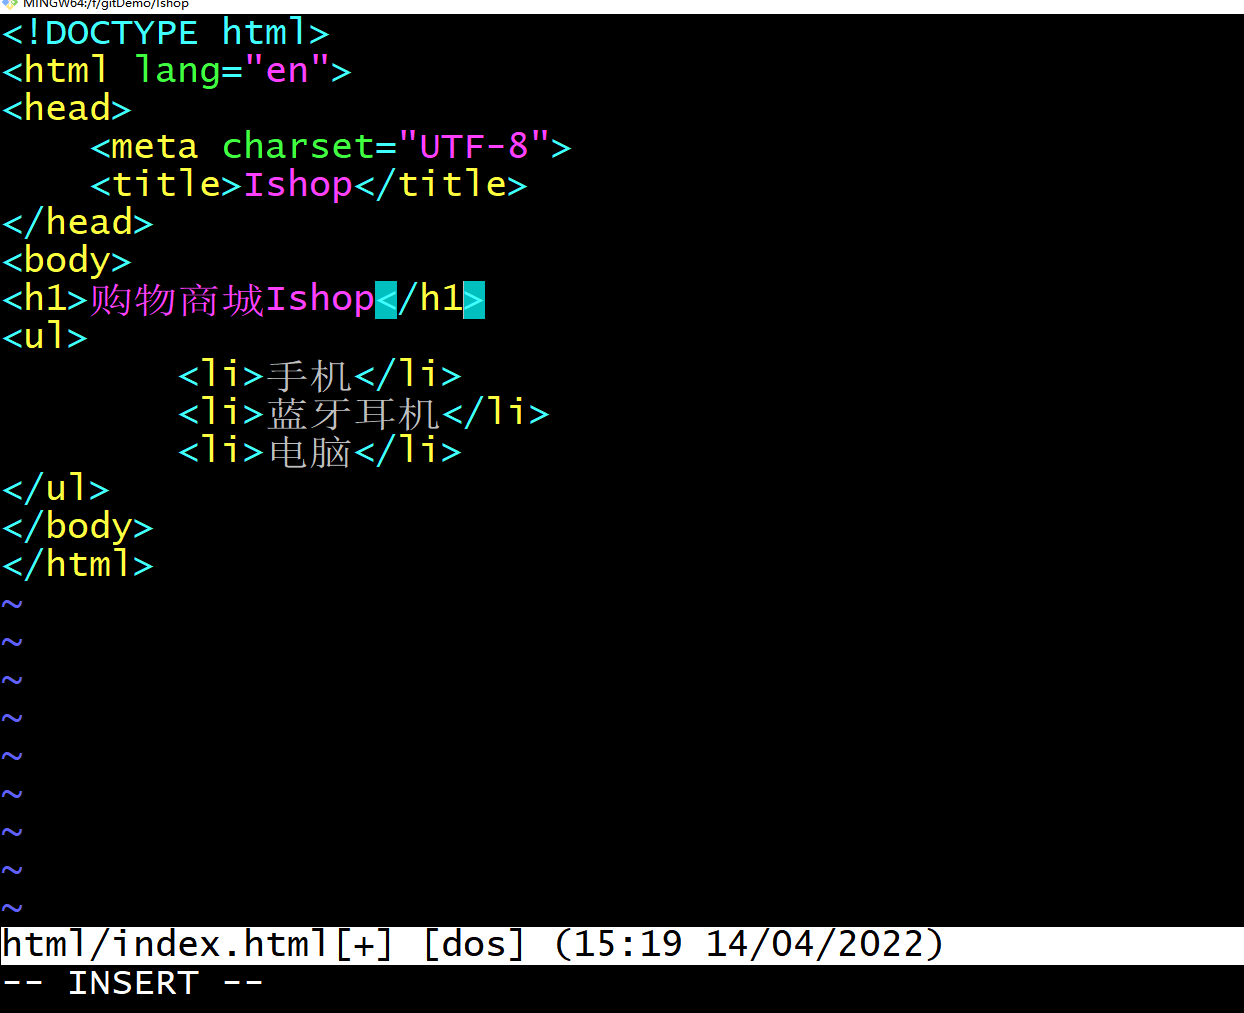 MINGW64:/f/gitDemo/Ishop
<!DOCTYPE html>
<html lang="en">
<head>
    <meta charset="UTF-8">
    <title>Ishop</title>
</head>
<body>
<h1>购物商城Ishop</h1>
<ul>
        <li>手机</li>
        <li>蓝牙耳机</li>
        <li>电脑</li>
</ul>
</body>
</html>
~
~
~
~
~
~
~
~
~
html/index.html[+] [dos] (15:19 14/04/2022)
-- INSERT --